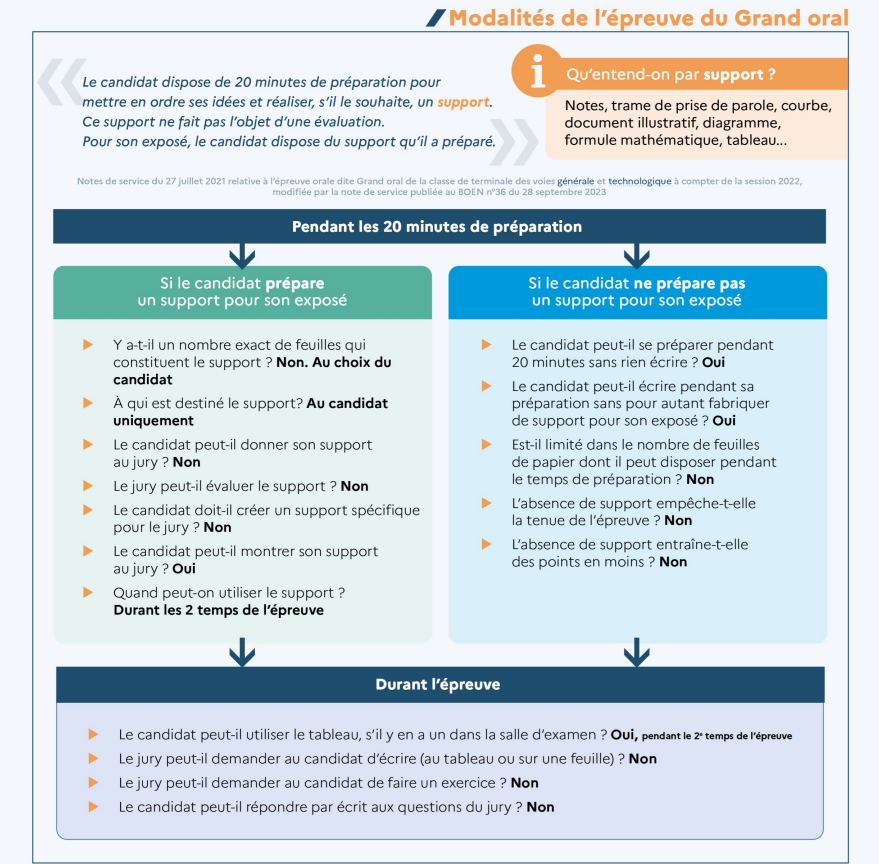 Modalités de l'épreuve du Grand oral
Le candidat dispose de 20 minutes de préparation pour
mettre en ordre ses idées et réaliser, s'il le souhaite, un support.
Ce support ne fait pas l'objet d'une évaluation.
Pour son exposé, le candidat dispose du support qu'il a préparé.
i
Qu'entend-on par support ?
Notes, trame de prise de parole, courbe,
document illustratif, diagramme,
formule mathématique, tableau...
Notes de service du 27 juillet 2021 relative à l'épreuve orale dite Grand oral de la classe de terminale des voies générale et technologique à compter de la session 2022,
modifiée par la note de service publiée au BOEN n°36 du 28 septembre 2023
Pendant les 20 minutes de préparation
Si le candidat prépare
un support pour son exposé
Y a-t-il un nombre exact de feuilles qui
constituent le support ? Non. Au choix du
candidat
À qui est destiné le support? Au candidat
uniquement
Le candidat peut-il donner son support
au jury ? Non
Le jury peut-il évaluer le support ? Non
Le candidat doit-il créer un support spécifique
pour le jury ? Non
Le candidat peut-il montrer son support
au jury ? Oui
Quand peut-on utiliser le support ?
Durant les 2 temps de l'épreuve
Si le candidat ne prépare pas
un support pour son exposé
Le candidat peut-il se préparer pendant
20 minutes sans rien écrire ? Oui
Le candidat peut-il écrire pendant sa
préparation sans pour autant fabriquer
de support pour son exposé ? Oui
Est-il limité dans le nombre de feuilles
de papier dont il peut disposer pendant
le temps de préparation ? Non
L'absence de support empêche-t-elle
la tenue de l'épreuve ? Non
L'absence de support entraîne-t-elle
des points en moins ? Non
Durant l'épreuve
Le candidat peut-il utiliser le tableau, s'il y en a un dans la salle d'examen ? Oui, pendant le 2e temps de l'épreuve
Le jury peut-il demander au candidat d'écrire (au tableau ou sur une feuille) ? Non
Le jury peut-il demander au candidat de faire un exercice ? Non
Le candidat peut-il répondre par écrit aux questions du jury ? Non